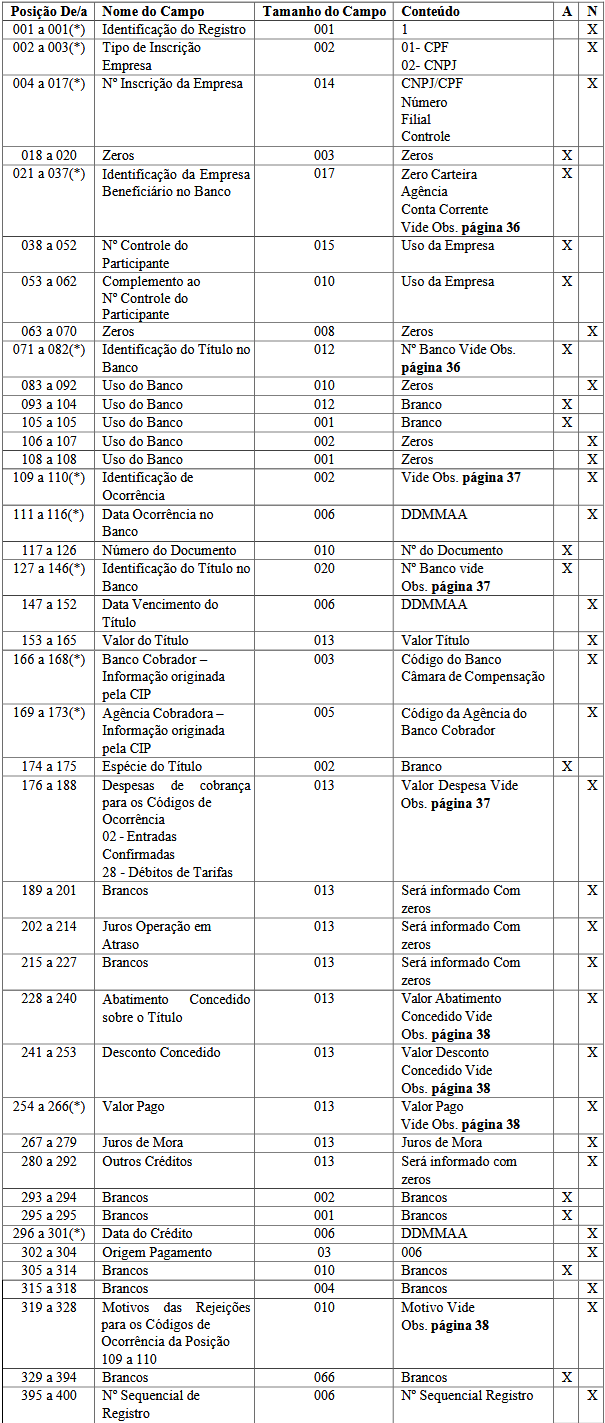 Posição De/a Nome do Campo Tamanho do Campo Conteúdo A N
001 a 001(*) Identificação do Registro 001 1 X
002 a 003(*) Tipo de Inscrição 002 01- CPF X
Empresa 02- CNPJ
004 a 017(*) Nº Inscrição da Empresa 014 CNPJ/CPF X
Número
Filial
Controle
018 a 020 Zeros 003 Zeros X
021 a 037(*) Identificação da Empresa 017 Zero Carteira X
Beneficiário no Banco Agência
Conta Corrente
Vide Obs. página 36
038 a 052 Nº Controle do 015 Uso da Empresa X
Participante
053 a 062 Complemento ao 010 Uso da Empresa X
Nº Controle do
Participante
063 a 070 Zeros 008 Zeros X
071 a 082(*) Identificação do Título no 012 Nº Banco Vide Obs. X
Banco página 36
083 a 092 Uso do Banco 010 Zeros X
093 a 104 Uso do Banco 012 Branco X
105 a 105 Uso do Banco 001 Branco X
106 a 107 Uso do Banco 002 Zeros X
108 a 108 Uso do Banco 001 Zeros X
109 a 110(*) Identificação de 002 Vide Obs. página 37 X
Ocorrência
111 a 116(*) Data Ocorrência no 006 DDMMAA X
Banco
117 a 126 Número do Documento 010 Nº do Documento X
127 a 146(*) Identificação do Título no 020 Nº Banco vide X
Banco Obs. página 37
147 a 152 Data Vencimento do 006 DDMMAA X
Título
153 a 165 Valor do Título 013 Valor Título X
166 a 168(*) Banco Cobrador – 003 Código do Banco X
Informação originada Câmara de Compensação
pela CIP
169 a 173(*) Agência Cobradora – 005 Código da Agência do X
Informação originada Banco Cobrador
pela CIP
174 a 175 Espécie do Título 002 Branco X
176 a 188 Despesas de cobrança 013 Valor Despesa Vide X
para os Códigos de Obs. página 37
Ocorrência
02 - Entradas
Confirmadas
28 - Débitos de Tarifas
189 a 201 Brancos 013 Será informado Com X
zeros
202 a 214 Juros Operação em 013 Será informado Com X
Atraso zeros
215 a 227 Brancos 013 Será informado Com X
zeros
228 a 240 Abatimento Concedido 013 Valor Abatimento X
sobre o Título Concedido Vide
Obs. página 38
241 a 253 Desconto Concedido 013 Valor Desconto X
Concedido Vide
Obs. página 38
254 a 266(*) Valor Pago 013 Valor Pago X
Vide Obs. página 38
267 a 279 Juros de Mora 013 Juros de Mora X
280 a 292 Outros Créditos 013 Será informado com X
zeros
293 a 294 Brancos 002 Brancos X
295 a 295 Brancos 001 Brancos X
296 a 301(*) Data do Crédito 006 DDMMAA X
302 a 304 Origem Pagamento 03 006 X
305 a 314 Brancos 010 Brancos X
315 a 318 Brancos 004 Brancos X
319 a 328 Motivos das Rejeições 010 Motivo Vide X
para os Códigos de Obs. página 38
Ocorrência da Posição
109 a 110
329 a 394 Brancos 066 Brancos X
395 a 400 Nº Sequencial de 006 Nº Sequencial Registro X
Registro